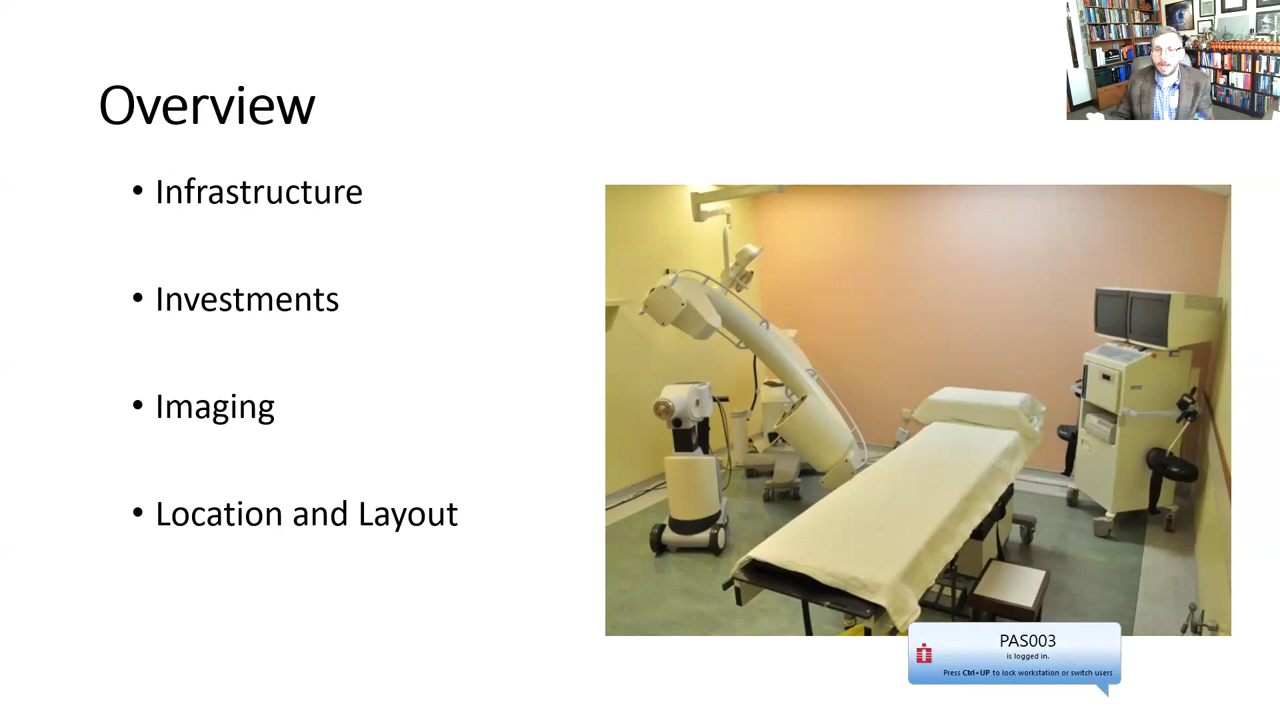 Overview
• Infrastructure
• Investments
• Imaging
• Location and Layout
PAS003
is logged in.
Press Ctrl+UP to lock workstation or switch users